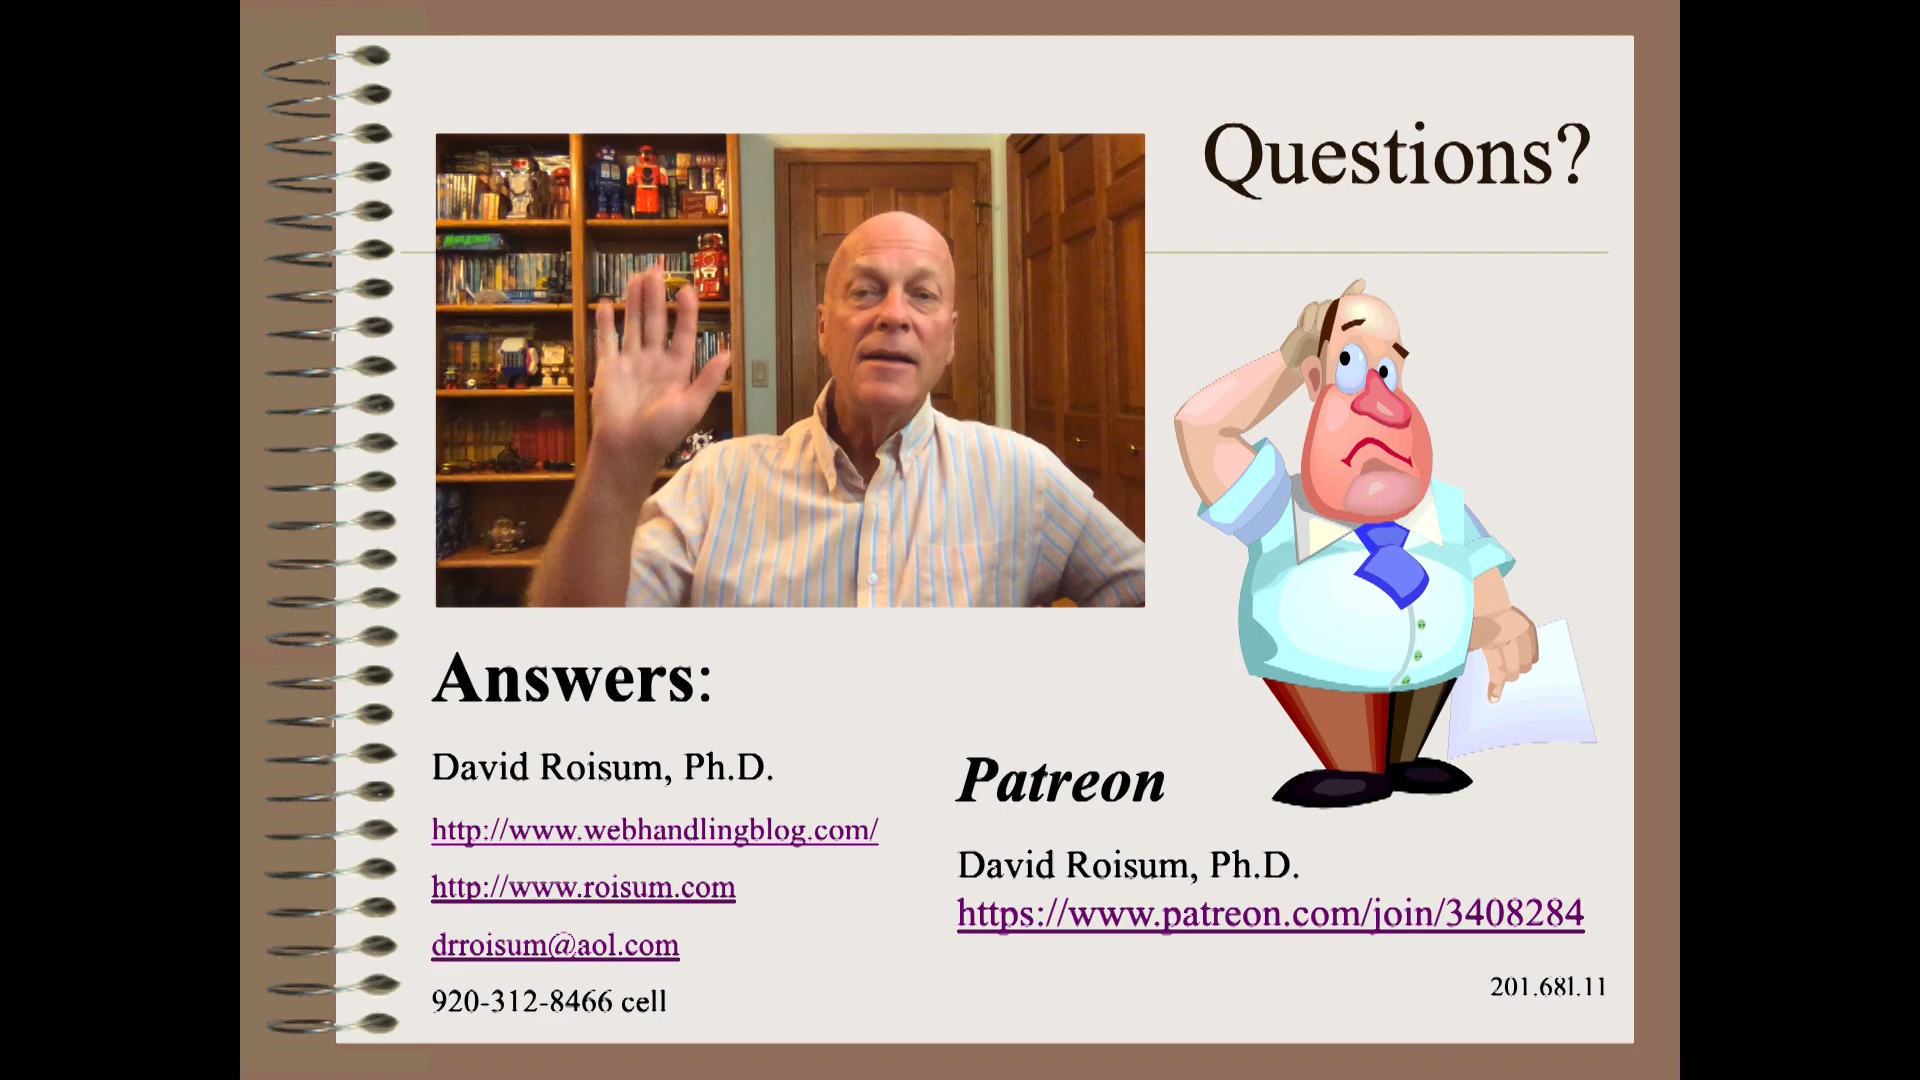 Questions?
Answers:
David Roisum, Ph.D.
http://www.webhandlingblog.com/
http://www.roisum.com
drroisum@aol.com
920-312-8466 cell
Patreon
David Roisum, Ph.D.
https://www.patreon.com/join/3408284
201.681.11